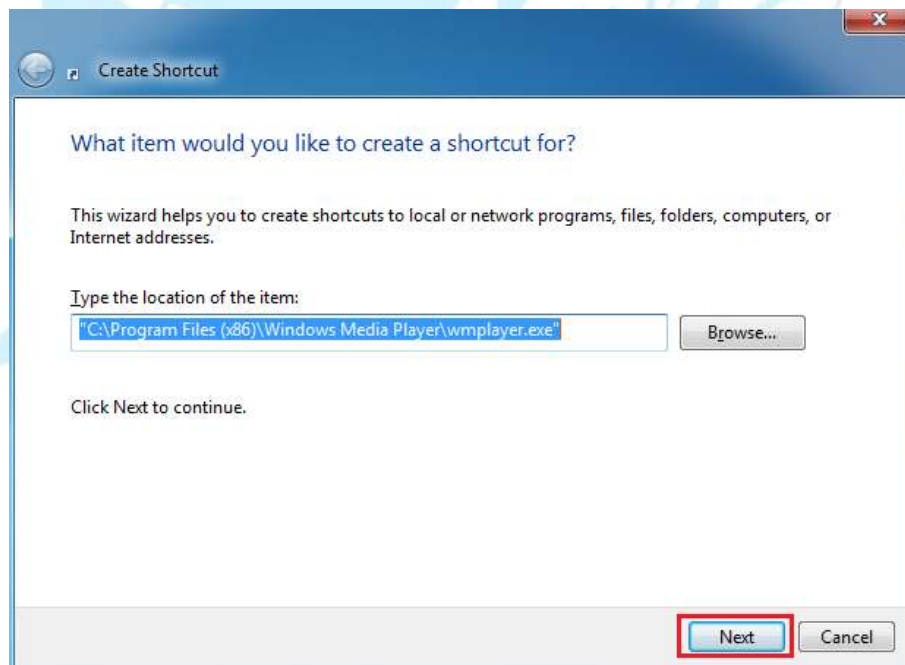 Create Shortcut
What item would you like to create a shortcut for?
This wizard helps you to create shortcuts to local or network programs, files, folders, computers, or
Internet addresses.
Type the location of the item:
"C:\Program Files (x86)\Windows Media Player\wmplayer.exe"
Browse...
Click Next to continue.
Next
Cancel